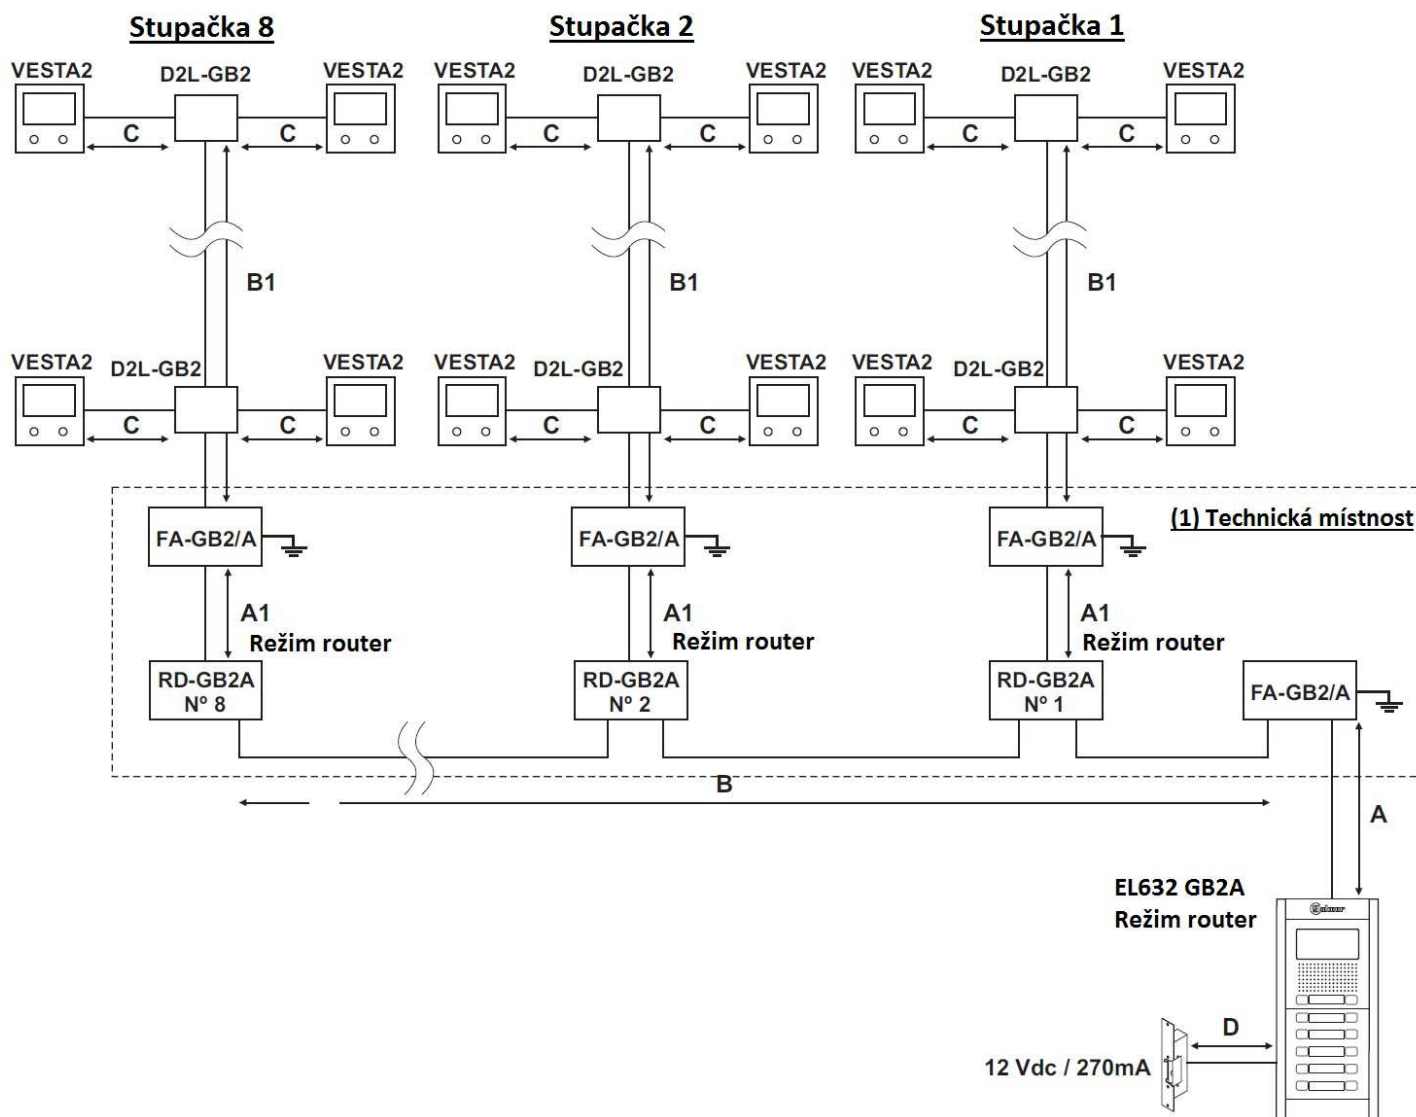 Stupačka 8
Stupačka 2
Stupačka 1
VESTA2 D2L-GB2 VESTA2 VESTA2 D2L-GB2 VESTA2 VESTA2 D2L-GB2 VESTA2
C C C C C C
B1 B1 B1
VESTA2 D2L-GB2 VESTA2 VESTA2 D2L-GB2 VESTA2 VESTA2 D2L-GB2 VESTA2
C C C C C C
(1) Technická místnost
FA-GB2/A FA-GB2/A FA-GB2/A
A1 A1 A1
Režim router Režim router Režim router
RD-GB2A RD-GB2A RD-GB2A FA-GB2/A
Nº 8 Nº 2 Nº 1
B
A
EL632 GB2A
Režim router
D
12 Vdc / 270mA